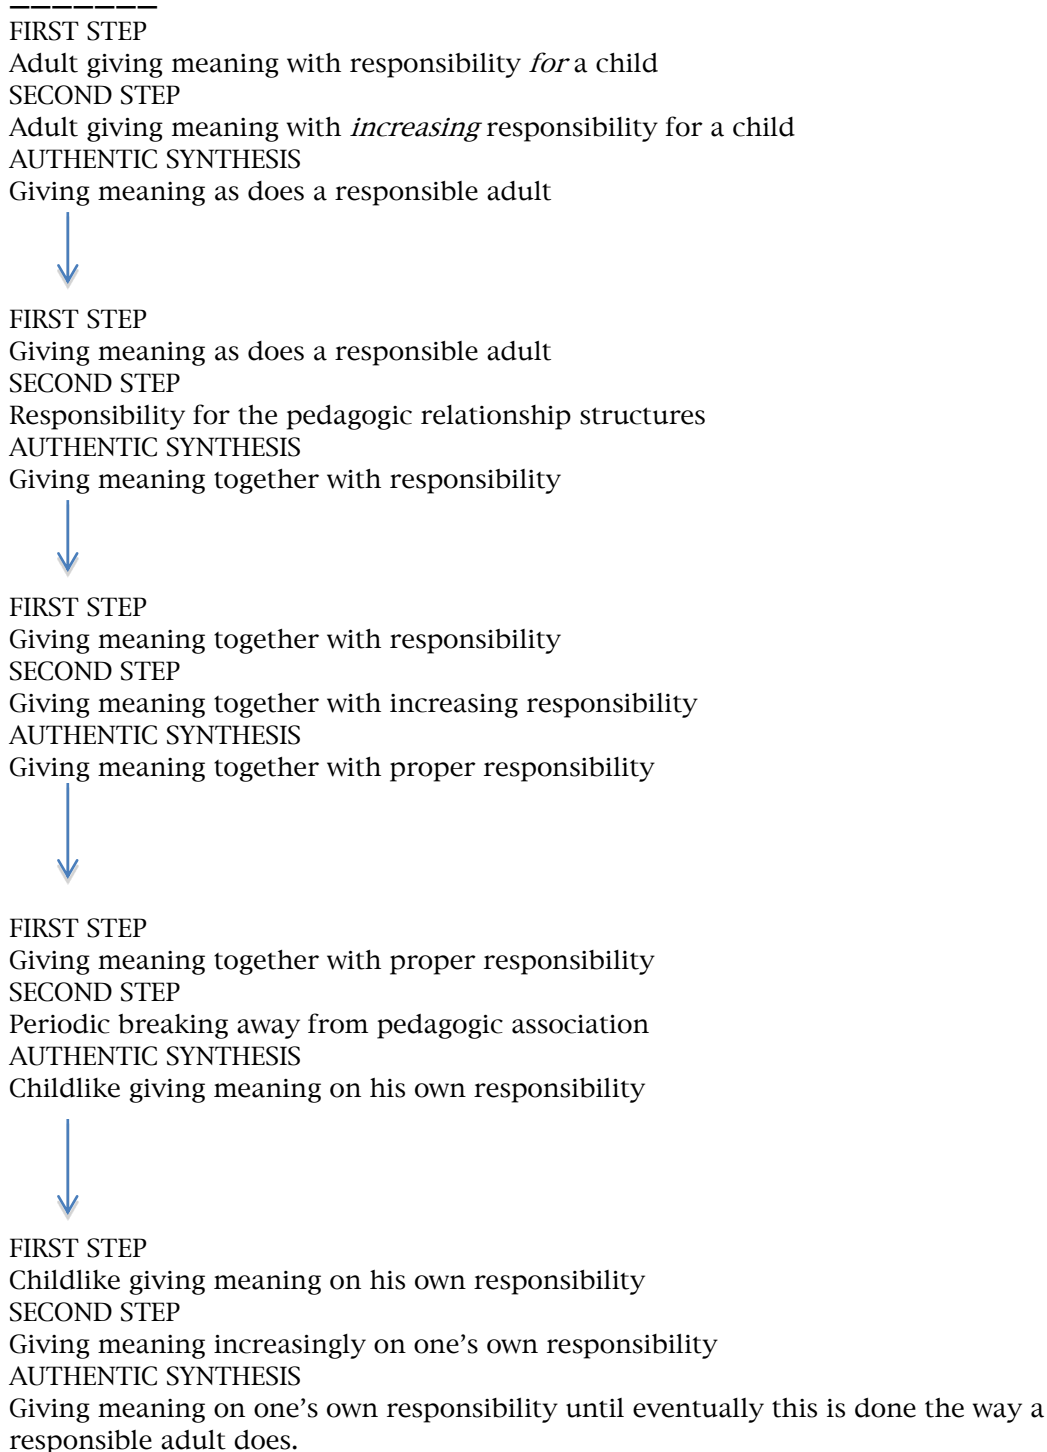 _______
FIRST STEP
Adult giving meaning with responsibility for a child
SECOND STEP
Adult giving meaning with increasing responsibility for a child
AUTHENTIC SYNTHESIS
Giving meaning as does a responsible adult
FIRST STEP
Giving meaning as does a responsible adult
SECOND STEP
Responsibility for the pedagogic relationship structures
AUTHENTIC SYNTHESIS
Giving meaning together with responsibility
FIRST STEP
Giving meaning together with responsibility
SECOND STEP
Giving meaning together with increasing responsibility
AUTHENTIC SYNTHESIS
Giving meaning together with proper responsibility
FIRST STEP
Giving meaning together with proper responsibility
SECOND STEP
Periodic breaking away from pedagogic association
AUTHENTIC SYNTHESIS
Childlike giving meaning on his own responsibility
FIRST STEP
Childlike giving meaning on his own responsibility
SECOND STEP
Giving meaning increasingly on one’s own responsibility
AUTHENTIC SYNTHESIS
Giving meaning on one’s own responsibility until eventually this is done the way a
responsible adult does.